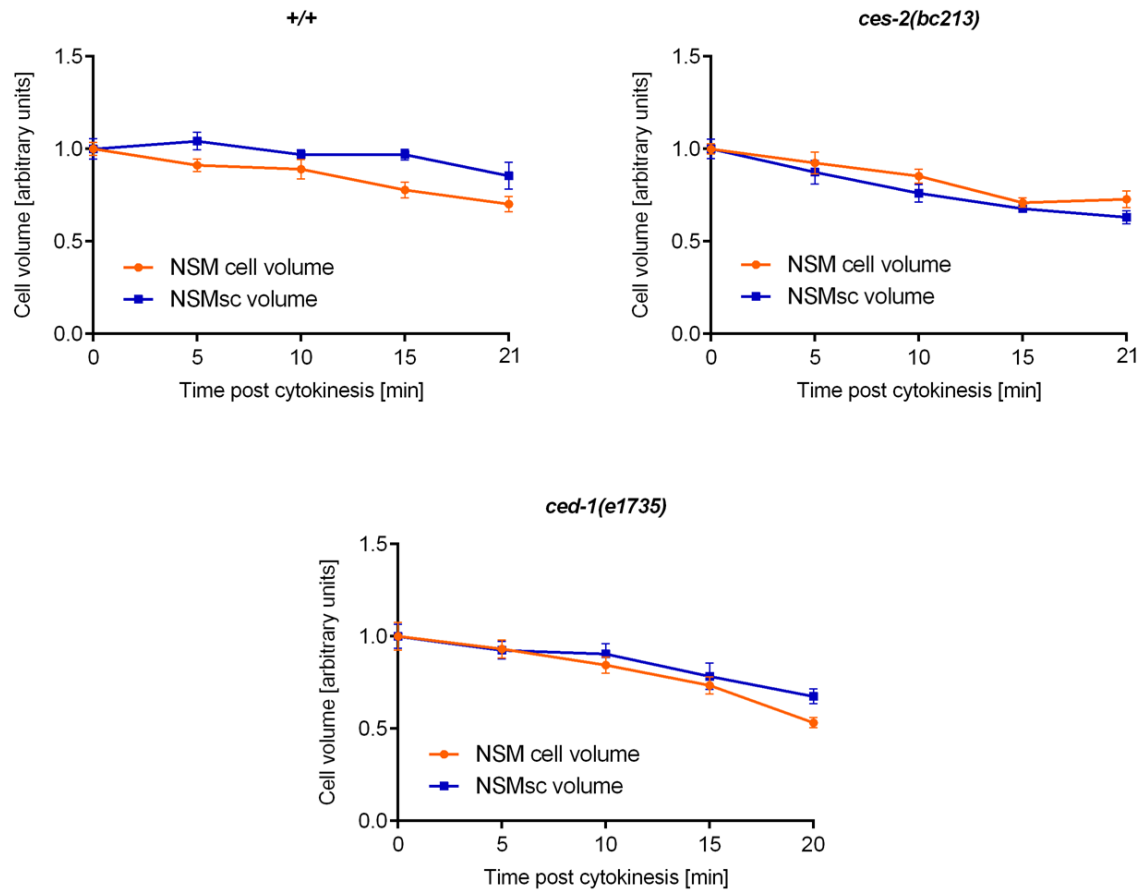 +/+
Cell volume [arbitrary units]
1.5
1.0
0.5
0.0
NSM cell volume
NSMsc volume
0 5 10 15 21
Time post cytokinesis [min]
ces-2(bc213)
Cell volume [arbitrary units]
1.5
1.0
0.5
0.0
NSM cell volume
NSMsc volume
0 5 10 15 21
Time post cytokinesis [min]
ced-1(e1735)
Cell volume [arbitrary units]
1.5
1.0
0.5
0.0
NSM cell volume
NSMsc volume
0 5 10 15 20
Time post cytokinesis [min]